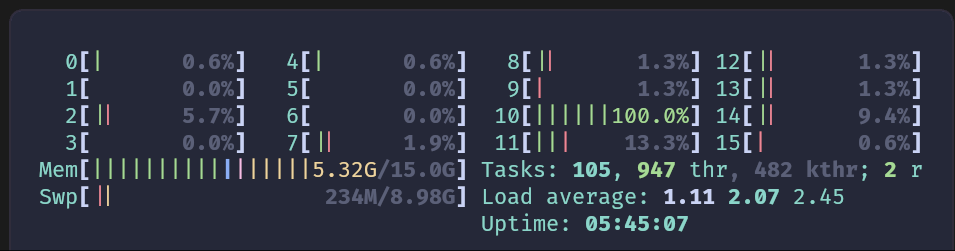 0[| 0.6%] 4[| 0.6%] 8[|| 1.3%] 12[|| 1.3%]
1[ 0.0%] 5[ 0.0%] 9[| 1.3%] 13[|| 1.3%]
2[|| 5.7%] 6[ 0.0%] 10[||||||100.0%] 14[|| 9.4%]
3[ 0.0%] 7[|| 1.9%] 11[||| 13.3%] 15[| 0.6%]
Mem[||||||||||||||||||5.32G/15.0G] Tasks: 105, 947 thr, 482 kthr; 2 r
Swp[|| 234M/8.98G] Load average: 1.11 2.07 2.45
Uptime: 05:45:07